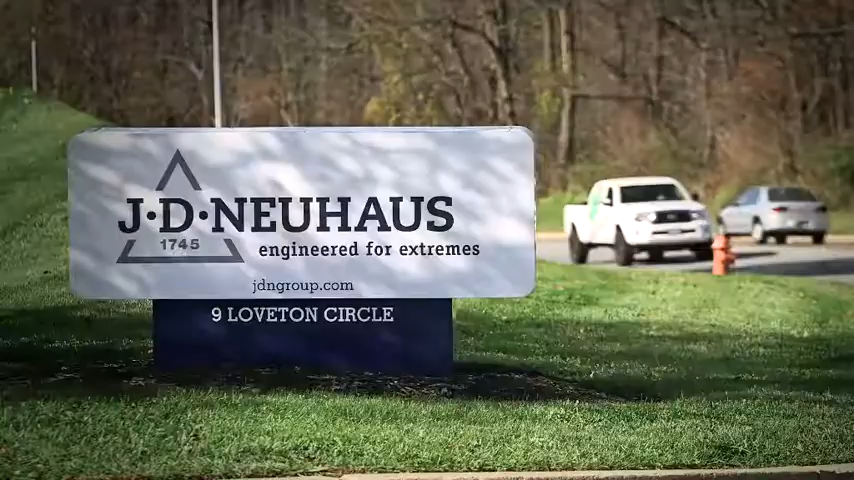 J·D·NEUHAUS
1745
engineered for extremes
jdngroup.com
9 LOVETON CIRCLE